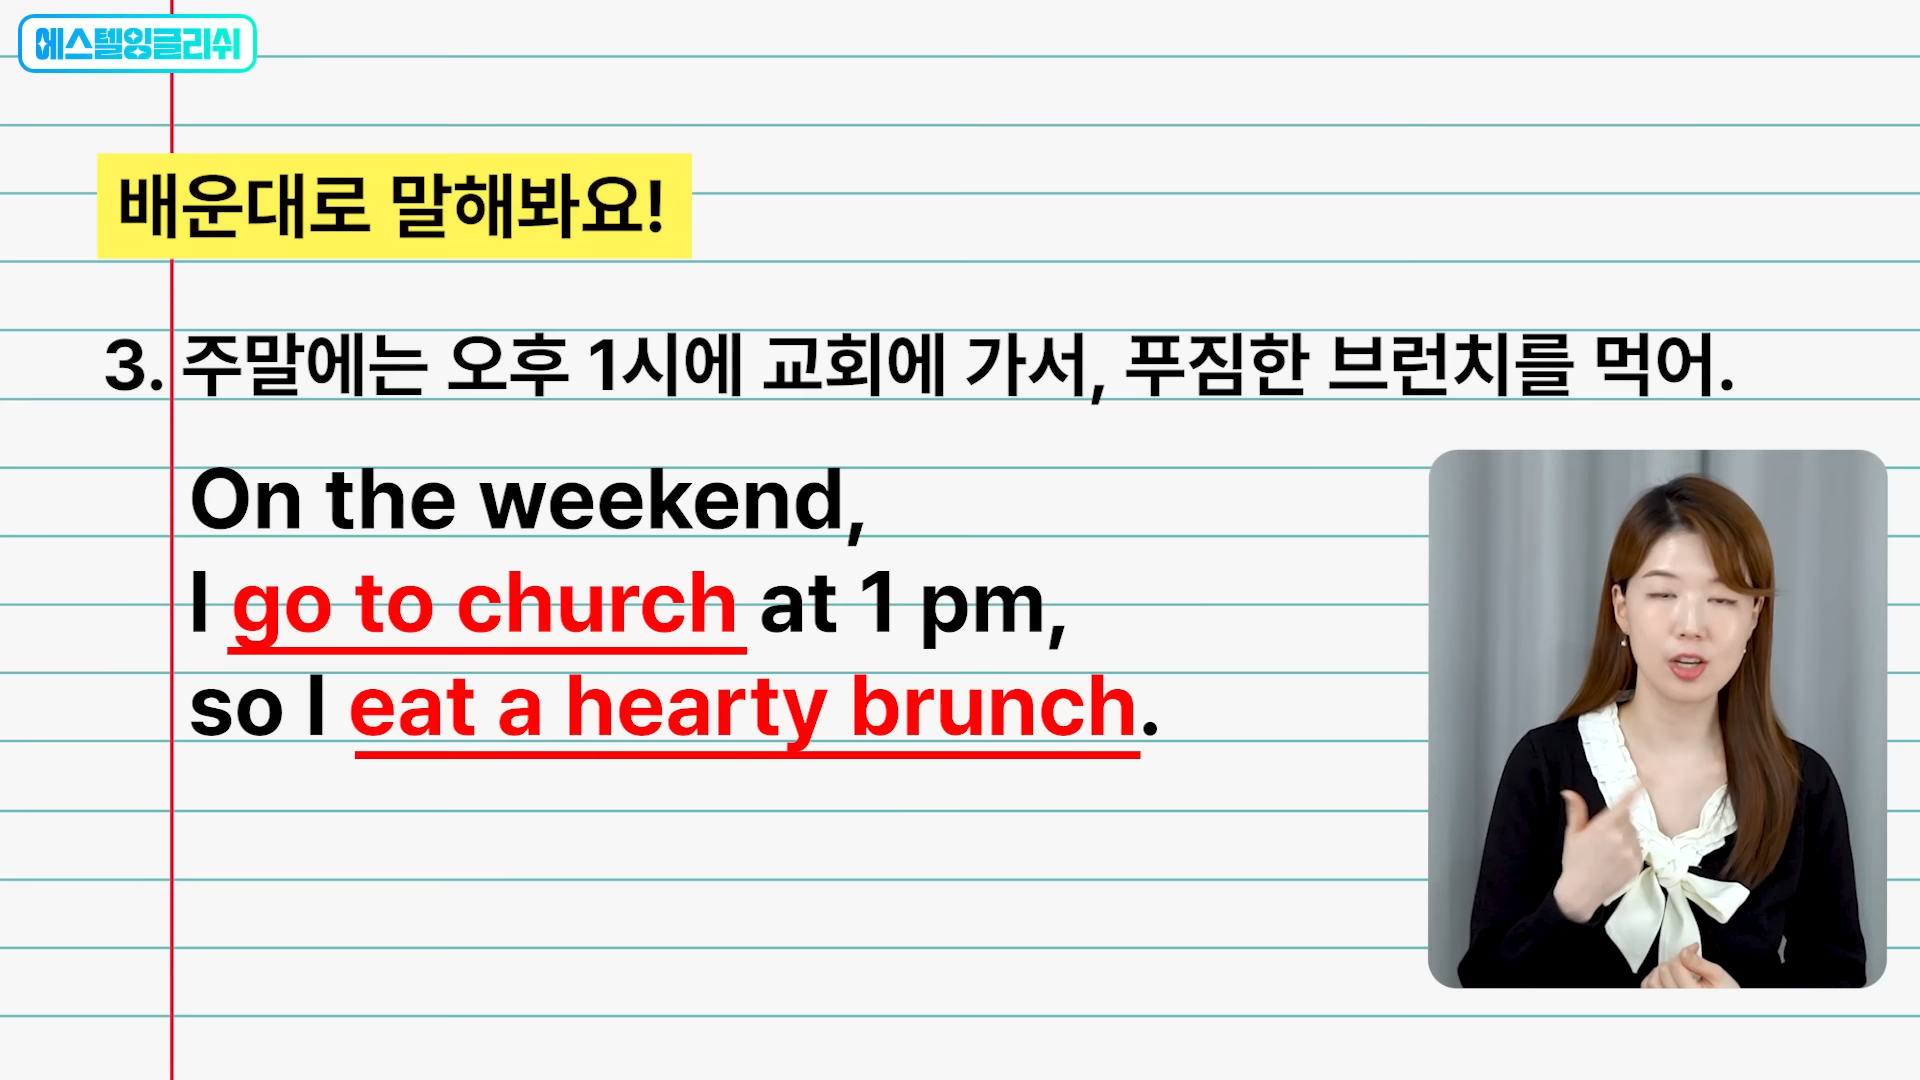 에스텔잉글리쉬
배운대로 말해봐요!
3. 주말에는 오후 1시에 교회에 가서, 푸짐한 브런치를 먹어.
On the weekend,
I go to church at 1 pm,
so I eat a hearty brunch.